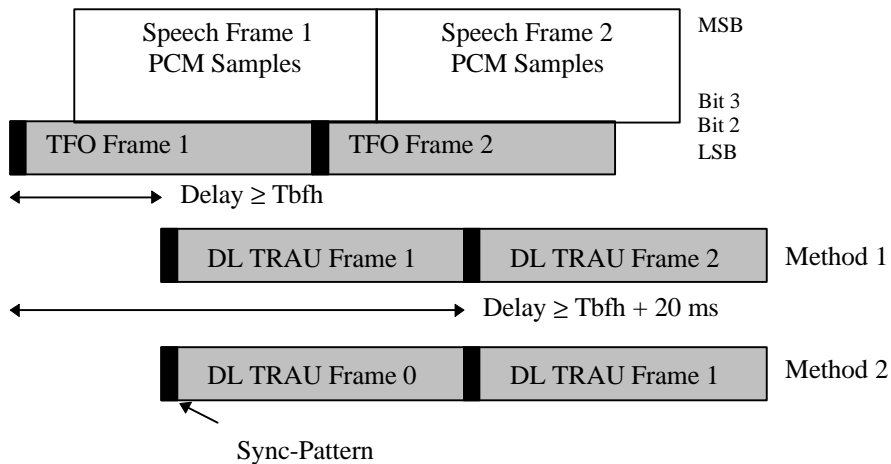 Speech Frame 1
PCM Samples
Speech Frame 2
PCM Samples
MSB
Bit 3
Bit 2
LSB
TFO Frame 1
TFO Frame 2
Delay ≥ Tbfh
DL TRAU Frame 1
DL TRAU Frame 2
Method 1
Delay ≥ Tbfh + 20 ms
DL TRAU Frame 0
DL TRAU Frame 1
Method 2
Sync-Pattern